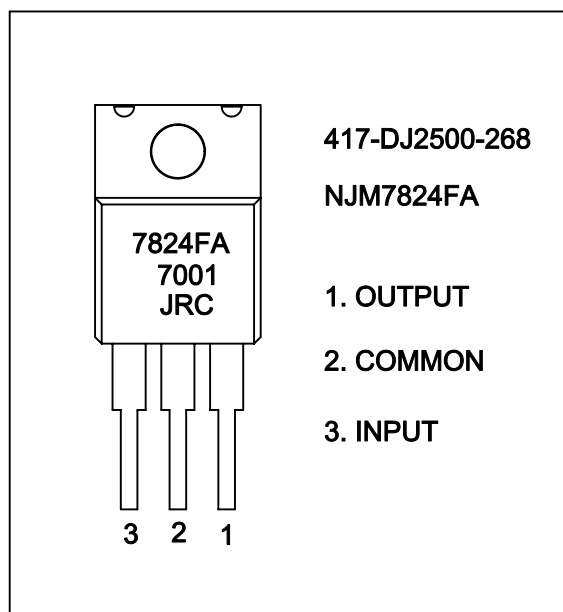 417-DJ2500-268
NJM7824FA
7824FA
7001
JRC
1. OUTPUT
2. COMMON
3. INPUT
3 2 1